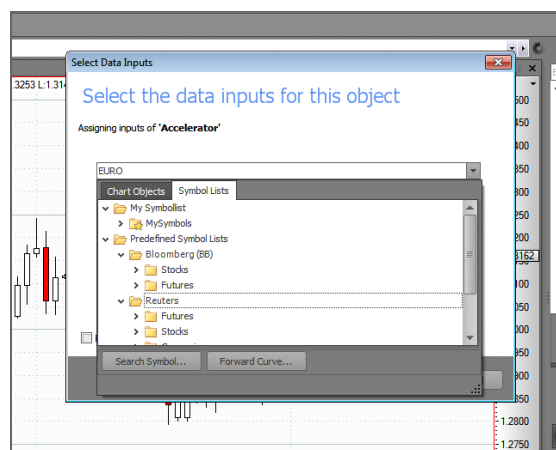 Select Data Inputs
.3253 L:1.314
Select the data inputs for this object
Assigning inputs of 'Accelerator'
EURO
Chart Objects Symbol Lists
My Symbollist
MySymbols
Predefined Symbol Lists
Bloomberg (BB)
Stocks
Futures
Reuters
Futures
Stocks
Search Symbol... Forward Curve...
500
450
400
350
300
250
200
3162
100
050
000
950
900
850
1.2800
1.2750